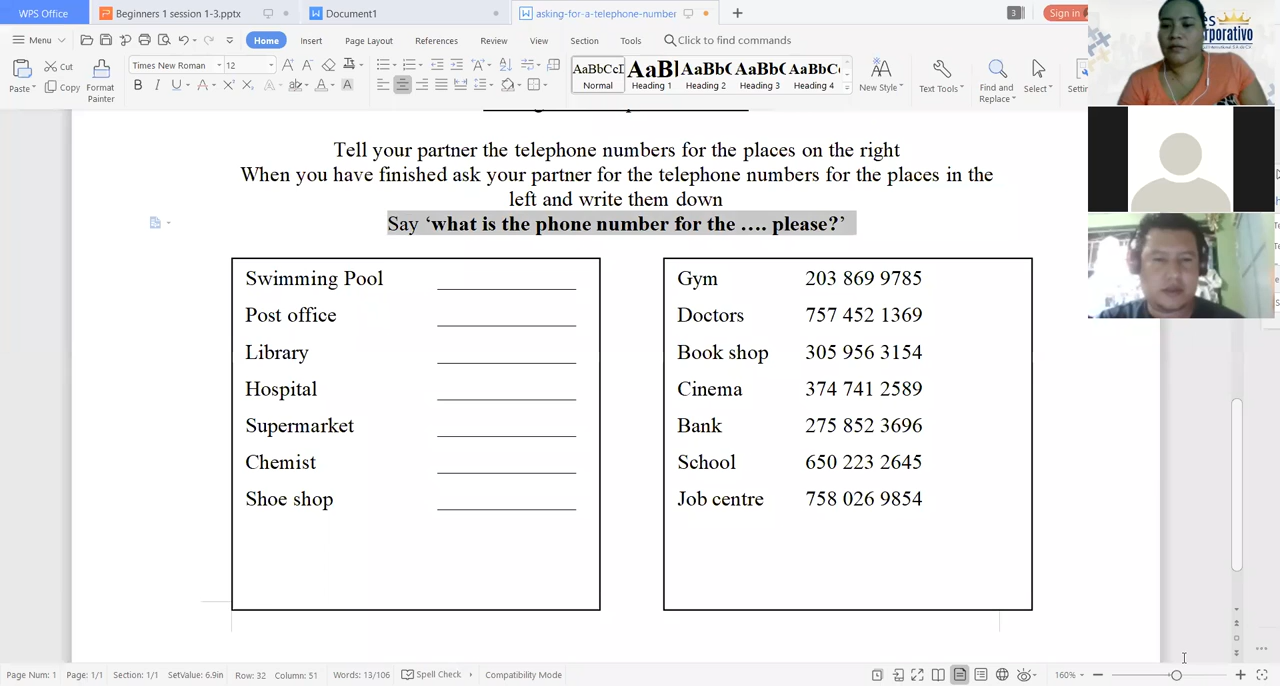 WPS Office
Beginners 1 session 1-3.pptx
Document1
asking-for-a-telephone-number
3
Sign in
Menu
Home
Insert
Page Layout
References
Review
View
Section
Tools
Click to find commands
Paste
Cut
Copy
Format Painter
Times New Roman
12
AaBbCcD
Normal
AaBl
Heading 1
AaBb(
Heading 2
AaBb(
Heading 3
AaBbC
Heading 4
New Style
Text Tools
Find and Replace
Select
orporativo
Tell your partner the telephone numbers for the places on the right
When you have finished ask your partner for the telephone numbers for the places in the
left and write them down
Say ‘what is the phone number for the …. please?’
Swimming Pool
Post office
Library
Hospital
Supermarket
Chemist
Shoe shop
Gym 203 869 9785
Doctors 757 452 1369
Book shop 305 956 3154
Cinema 374 741 2589
Bank 275 852 3696
School 650 223 2645
Job centre 758 026 9854
Page Num: 1
Page: 1/1
Section: 1/1
SetValue: 6.9in
Row: 32
Column: 51
Words: 13/106
Spell Check
Compatibility Mode
160%